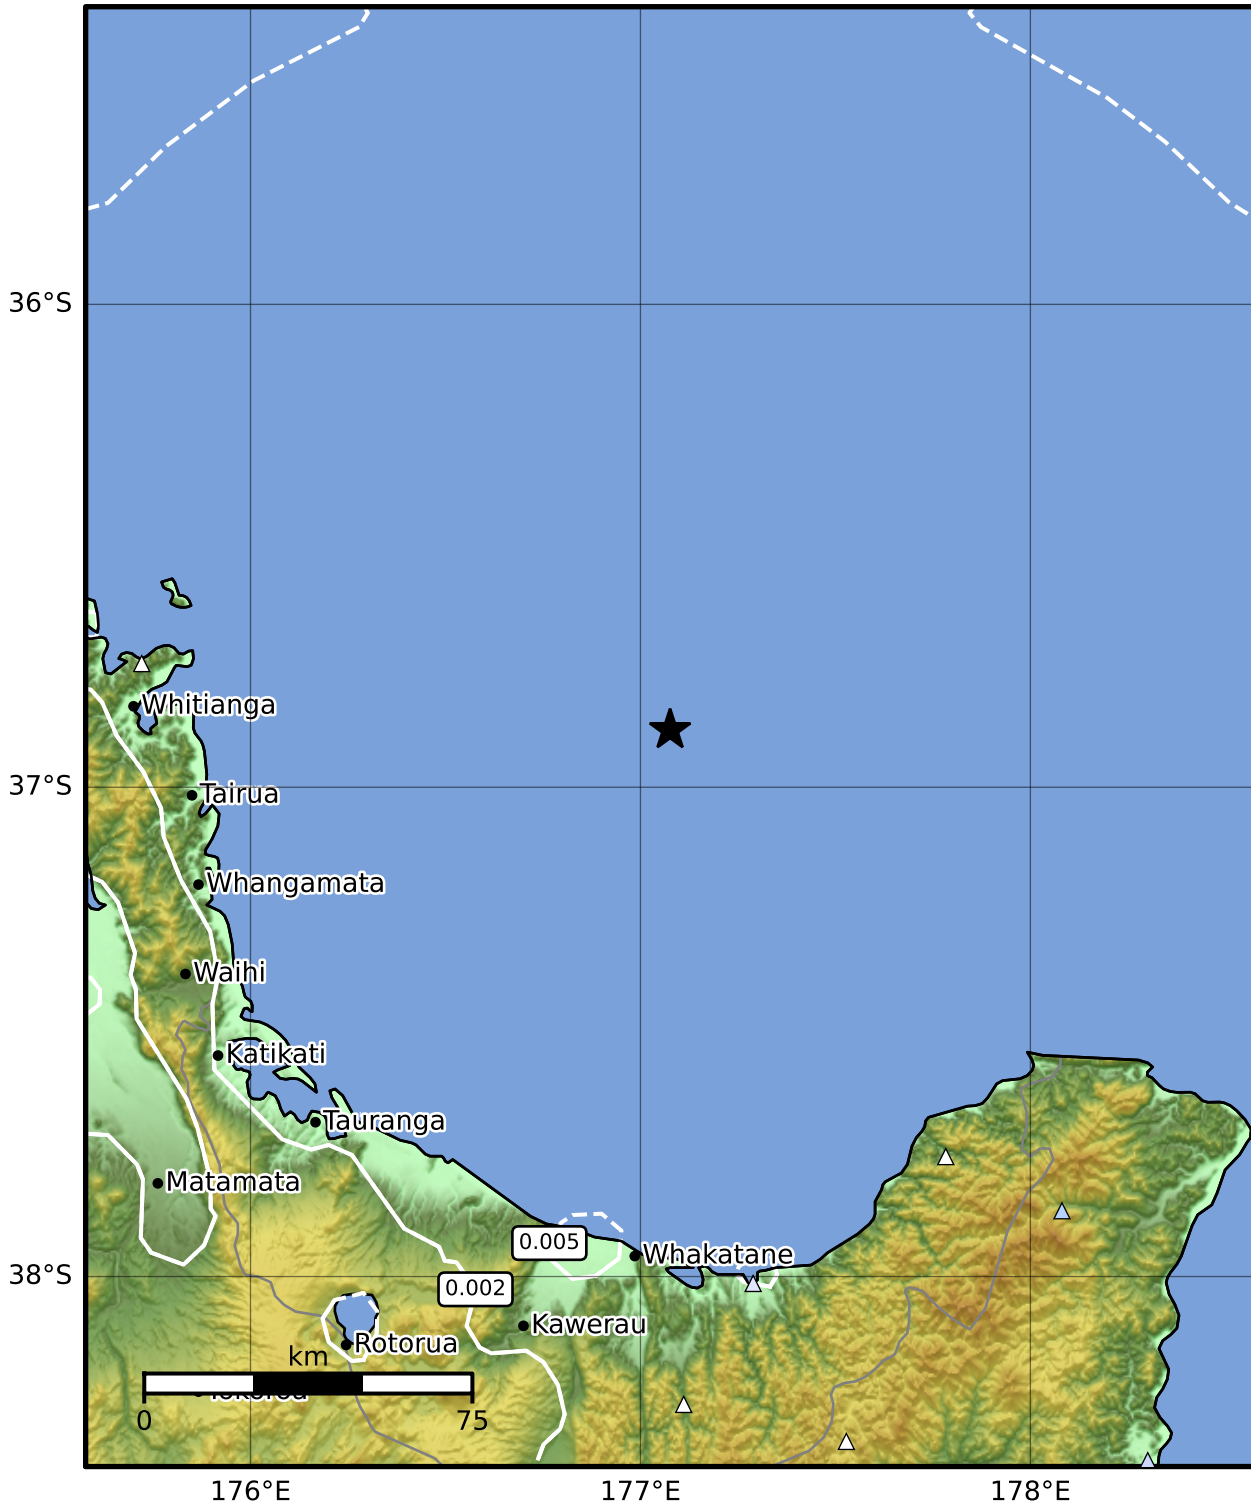 36°S
Whitianga
37°S
Tairua
Whangamata
Waihi
Katikati
Tauranga
Matamata
0.005
Whakatane
38°S
0.002
Kawerau
Rotorua
km
0
75
176°E
177°E
178°E